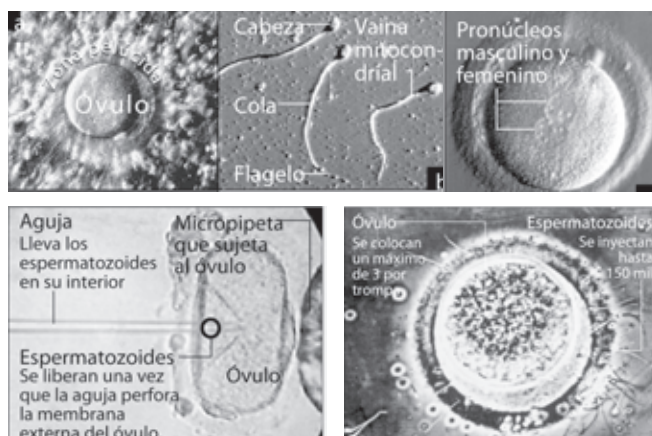 a
Zona pelúcida
Óvulo
Cabeza
Vaina
mitocon-
drial
Cola
Flagelo
b
Pronúcleos
masculino y
femenino
Aguja
Lleva los
espermatozoides
en su interior
Micropipeta
que sujeta
al óvulo
Espermatozoides
Se liberan una vez
que la aguja perfora
la membrana
externa del óvulo
Óvulo
Óvulo
Se colocan
un máximo
de 3 por
trompa
Espermatozoides
Se inyectan
hasta
150 mil